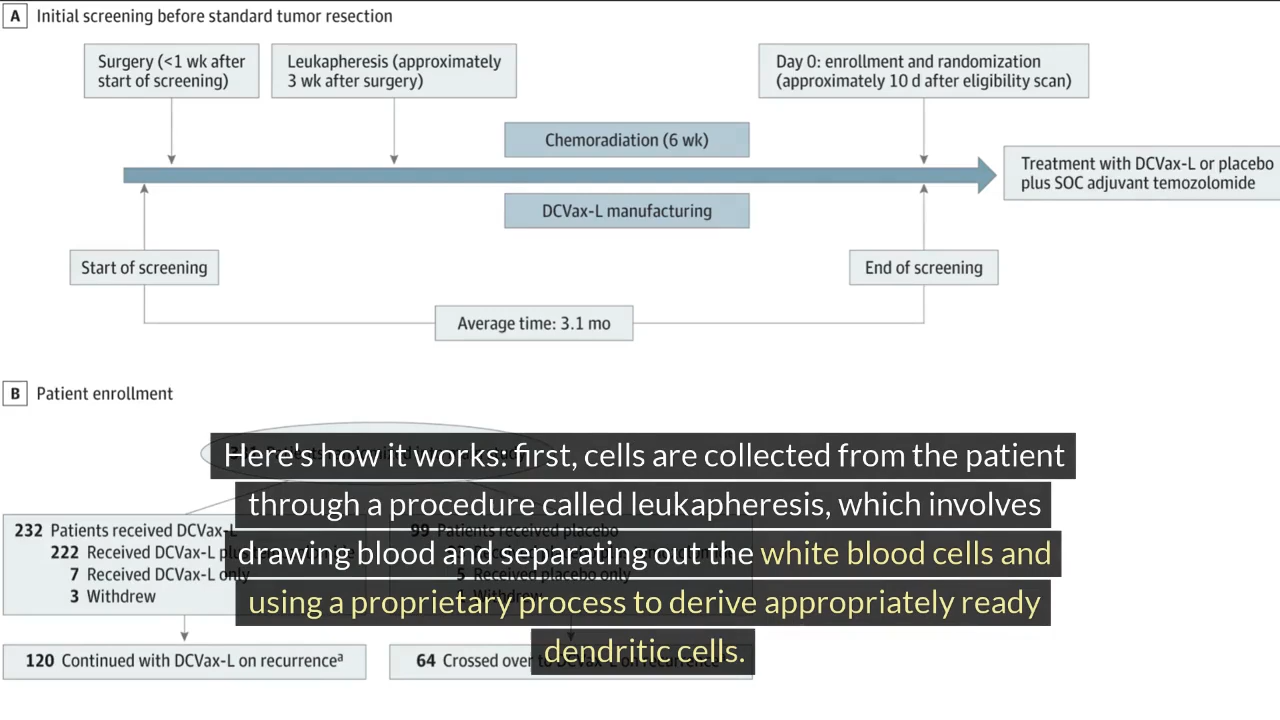 A Initial screening before standard tumor resection
Surgery (<1 wk after
start of screening)
Leukapheresis (approximately
3 wk after surgery)
Day 0: enrollment and randomization
(approximately 10 d after eligibility scan)
Chemoradiation (6 wk)
Treatment with DCVax-L or placebo
plus SOC adjuvant temozolomide
DCVax-L manufacturing
Start of screening
End of screening
Average time: 3.1 mo
B Patient enrollment
Here's how it works: first, cells are collected from the patient
through a procedure called leukapheresis, which involves
drawing blood and separating out the white blood cells and
using a proprietary process to derive appropriately ready
dendritic cells.
232 Patients received DCVax-L
222 Received DCVax-L
7 Received DCVax-L only
3 Withdrew
99 Patients received placebo
5 Received placebo only
Withdrew
120 Continued with DCVax-L on recurrenceᵃ
64 Crossed over to DCVax-L on recurrence